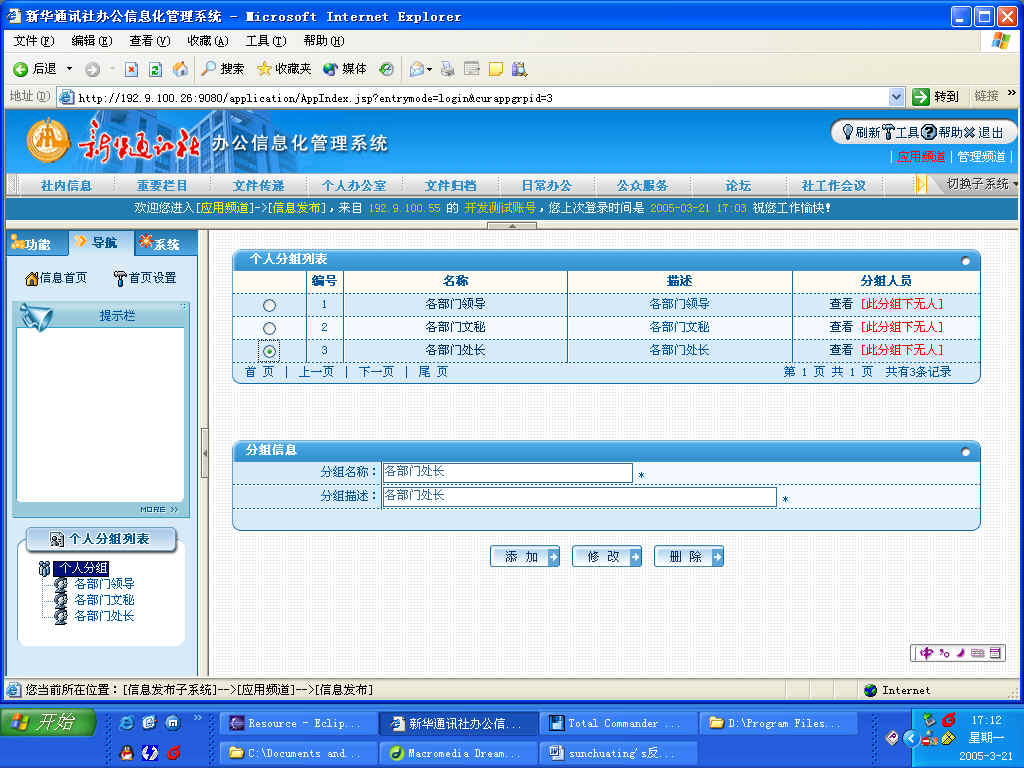 新华通讯社办公信息化管理系统 - Microsoft Internet Explorer
文件(F) 编辑(E) 查看(V) 收藏(A) 工具(T) 帮助(H)
后退 搜索 收藏夹 媒体
地址(D) http://192.9.100.26:9080/application/AppIndex.jsp?entrymode=login&curappgrpid=3 转到 链接 »
新华通讯社 办公信息化管理系统
刷新 工具 帮助 退出
| 应用频道 | 管理频道 |
社内信息 重要栏目 文件传递 个人办公室 文件归档 日常办公 公众服务 论坛 社工作会议 切换子系统
欢迎您进入[应用频道]->[信息发布],来自 192.9.100.55 的 开发测试账号,您上次登录时间是 2005-03-21 17:03 祝您工作愉快!
功能 导航 系统
信息首页 首页设置
提示栏
MORE >>
个人分组列表
个人分组
各部门领导
各部门文秘
各部门处长
个人分组列表
编号 名称 描述 分组人员
1 各部门领导 各部门领导 查看 [此分组下无人]
2 各部门文秘 各部门文秘 查看 [此分组下无人]
3 各部门处长 各部门处长 查看 [此分组下无人]
首 页 | 上一页 | 下一页 | 尾 页 第 1 页 共 1 页 共有3条记录
分组信息
分组名称: 各部门处长 *
分组描述: 各部门处长 *
添 加 修 改 删 除
中
您当前所在位置:[信息发布子系统]-->[应用频道]-->[信息发布] Internet
开始 » Resource - Eclip... 新华通讯社办公信... Total Commander ... D:\Program Files... 17:12
星期一
C:\Documents and... Macromedia Dream... sunchuating's反... 2005-3-21